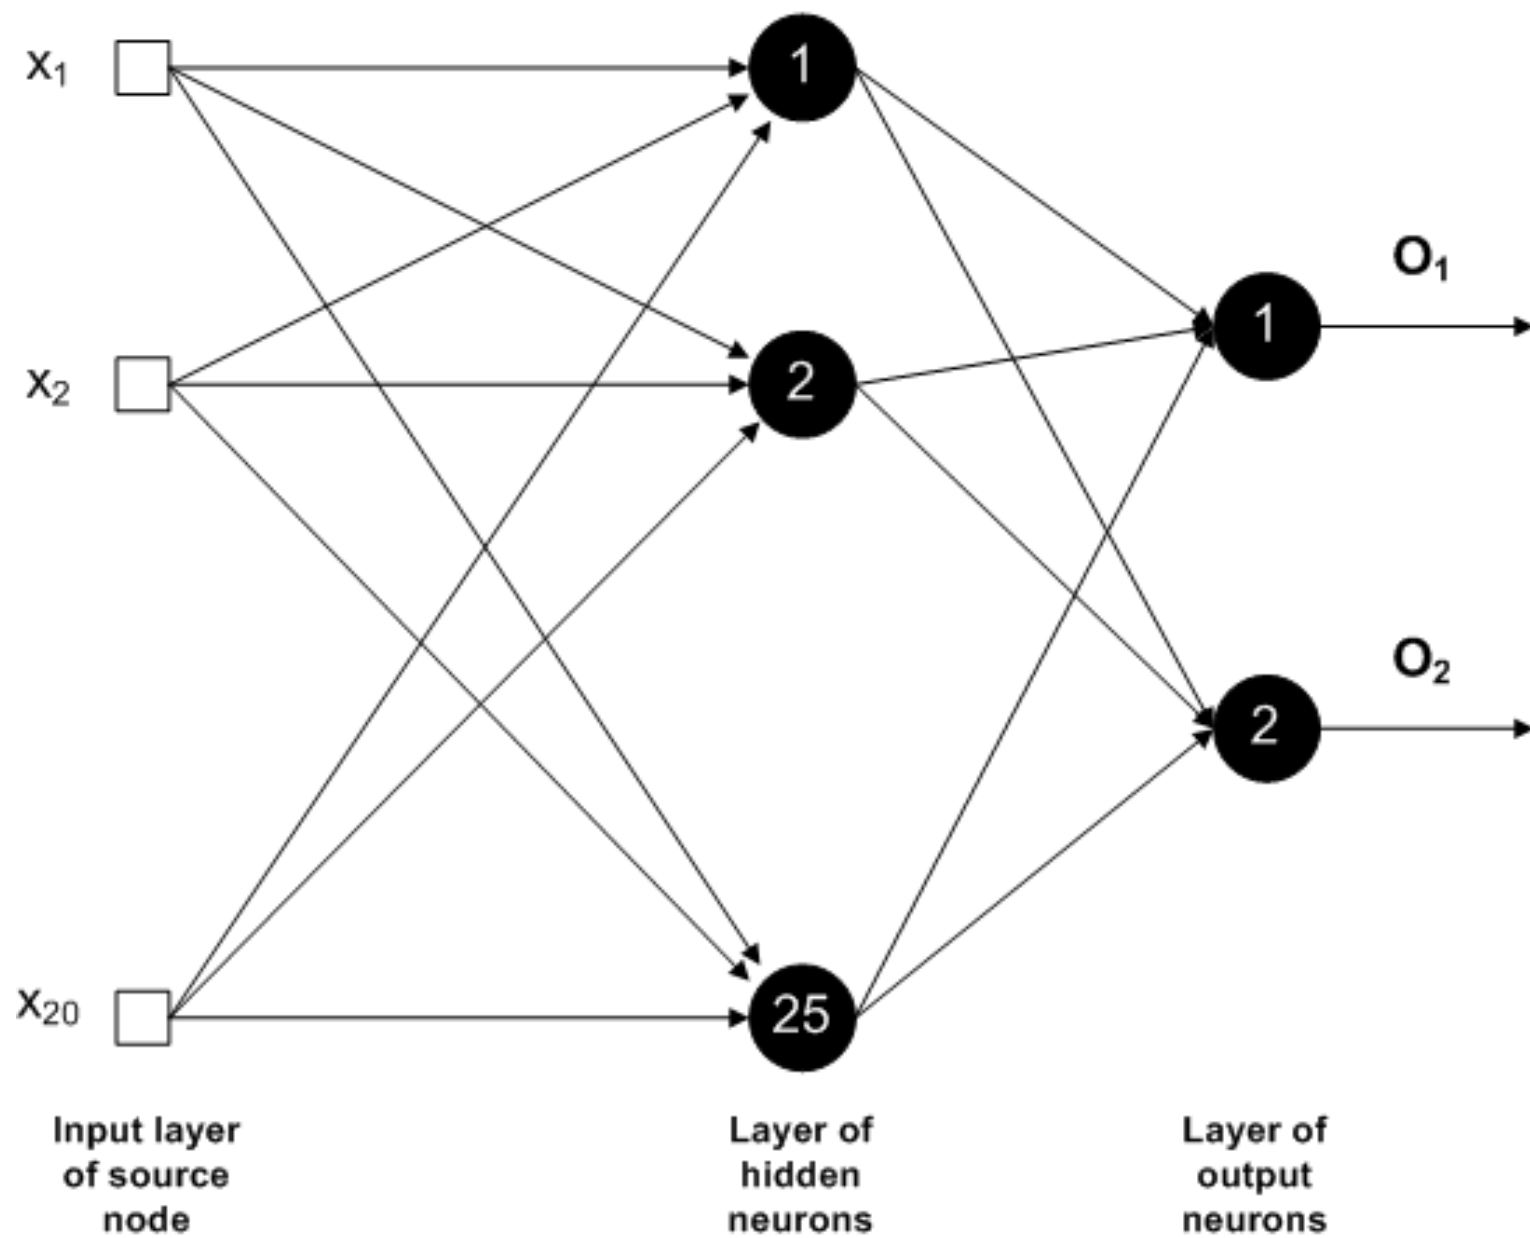 x₁
1
O₁
1
x₂
2
O₂
2
x₂₀
25
Input layer
of source
node
Layer of
hidden
neurons
Layer of
output
neurons